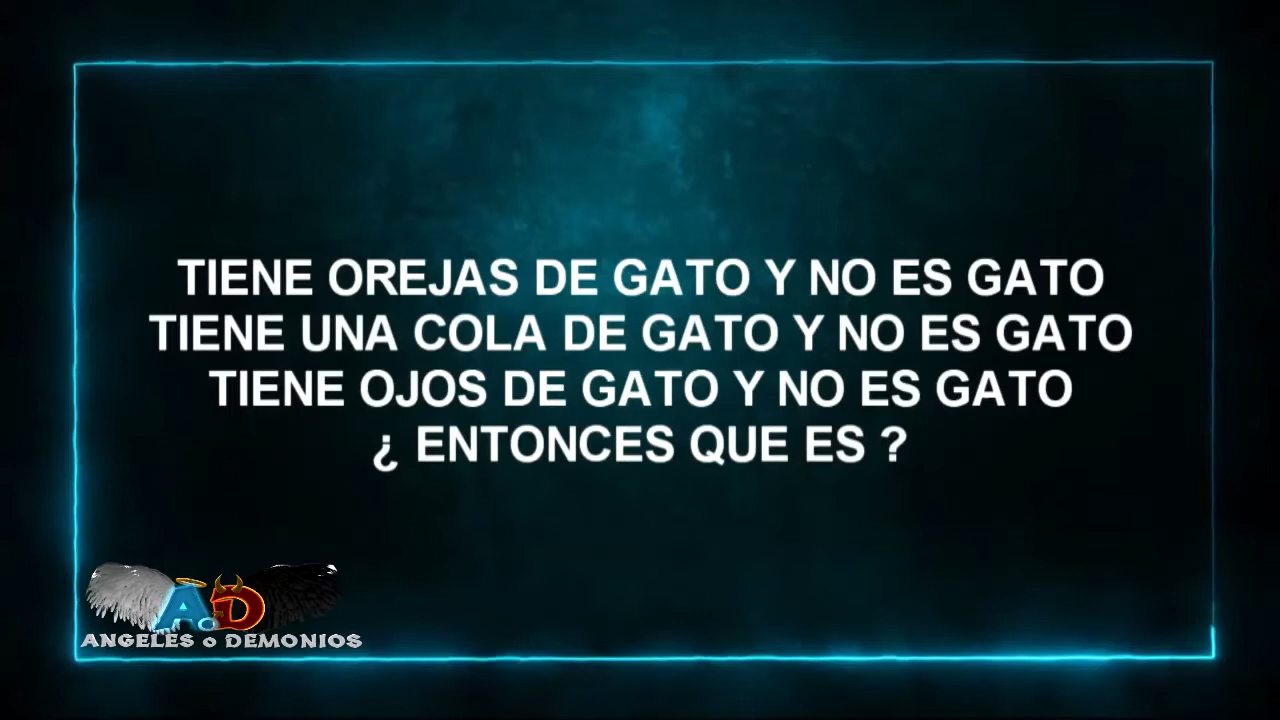 TIENE OREJAS DE GATO Y NO ES GATO
TIENE UNA COLA DE GATO Y NO ES GATO
TIENE OJOS DE GATO Y NO ES GATO
¿ ENTONCES QUE ES ?
A.D
ANGELES o DEMONIOS